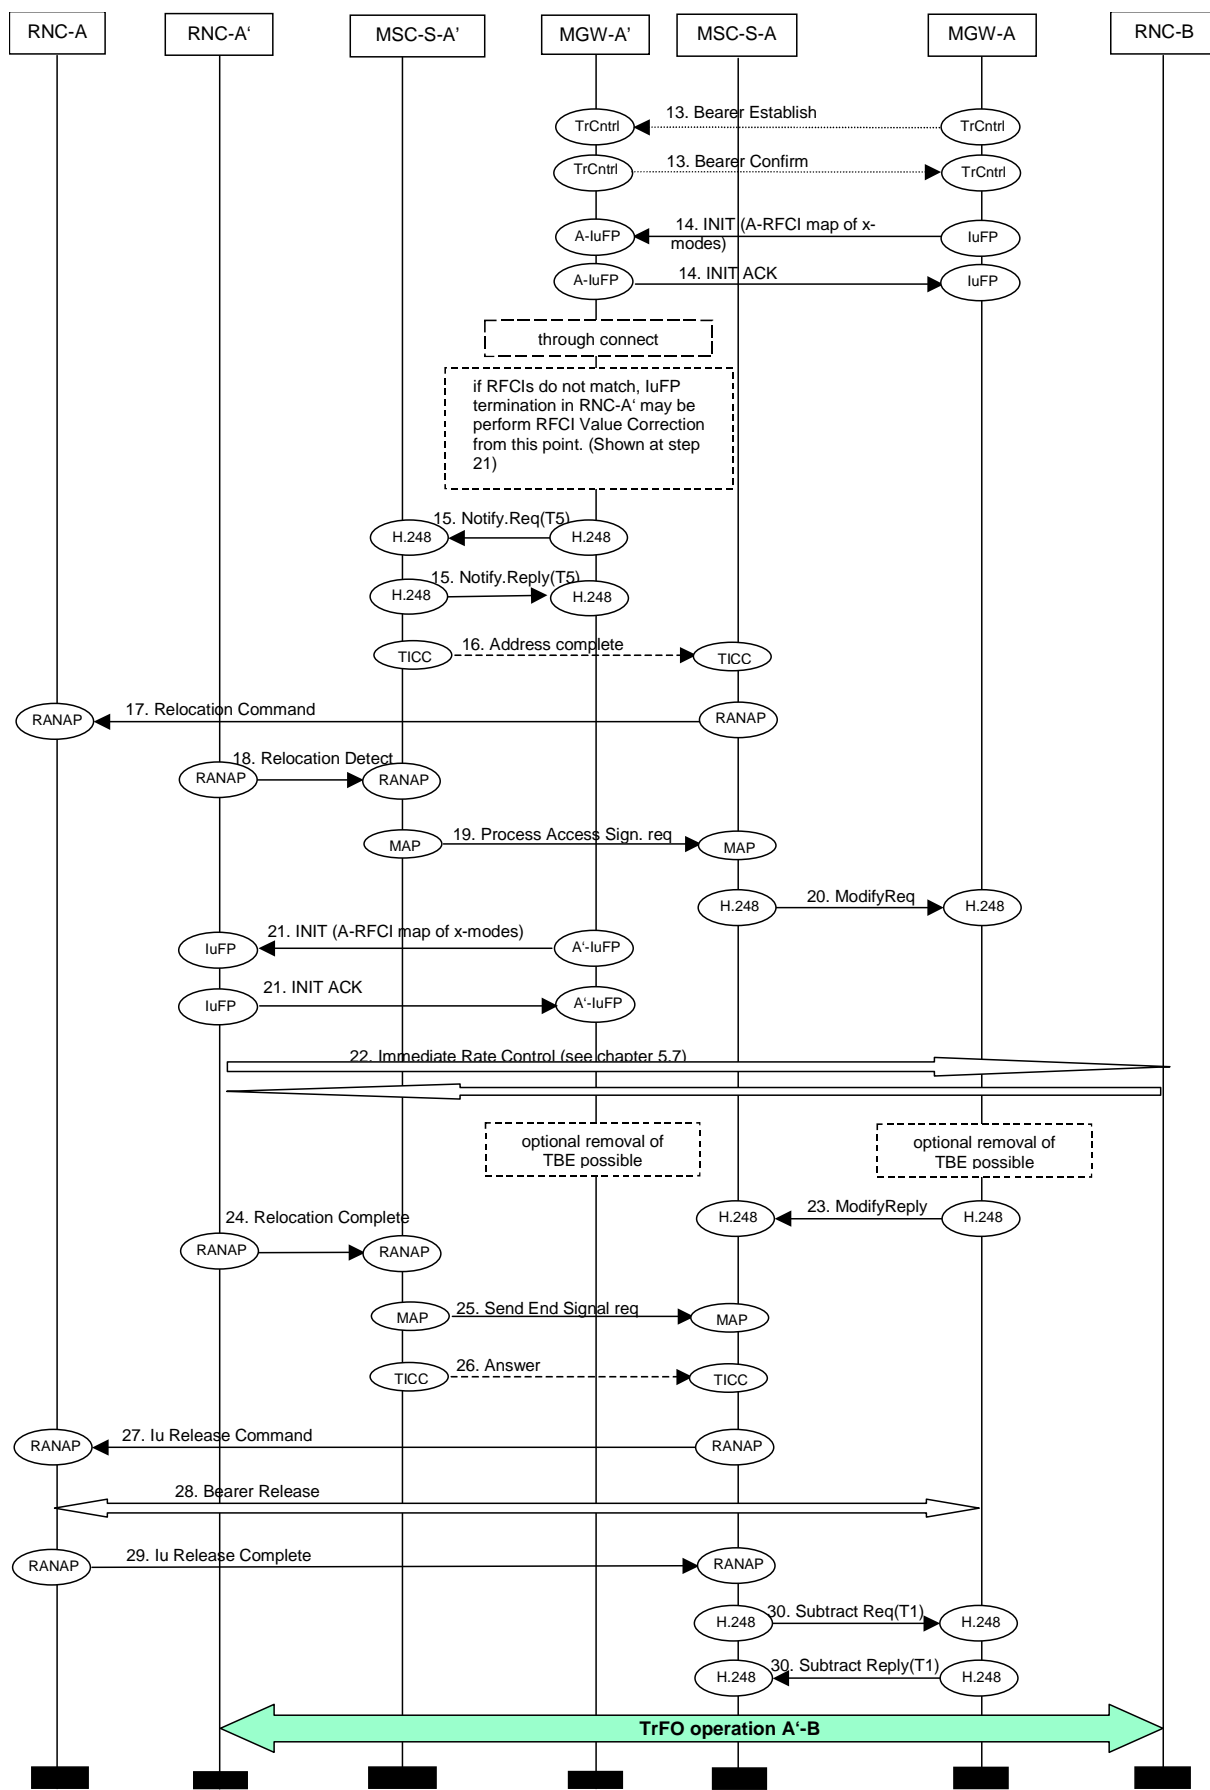 RNC-A
RNC-A‘
MSC-S-A’
MGW-A’
MSC-S-A
MGW-A
RNC-B
TrCntrl
13. Bearer Establish
TrCntrl
TrCntrl
13. Bearer Confirm
TrCntrl
A-IuFP
14. INIT (A-RFCI map of x-
modes)
IuFP
A-IuFP
14. INIT ACK
IuFP
through connect
if RFCIs do not match, IuFP
termination in RNC-A‘ may be
perform RFCI Value Correction
from this point. (Shown at step
21)
H.248
15. Notify.Req(T5)
H.248
H.248
15. Notify.Reply(T5)
H.248
TICC
16. Address complete
TICC
RANAP
17. Relocation Command
RANAP
RANAP
18. Relocation Detect
RANAP
MAP
19. Process Access Sign. req
MAP
H.248
20. ModifyReq
H.248
IuFP
21. INIT (A-RFCI map of x-modes)
A‘-IuFP
IuFP
21. INIT ACK
A‘-IuFP
22. Immediate Rate Control (see chapter 5.7)
optional removal of
TBE possible
optional removal of
TBE possible
H.248
23. ModifyReply
H.248
24. Relocation Complete
RANAP
RANAP
MAP
25. Send End Signal req
MAP
TICC
26. Answer
TICC
RANAP
27. Iu Release Command
RANAP
28. Bearer Release
RANAP
29. Iu Release Complete
RANAP
H.248
30. Subtract Req(T1)
H.248
H.248
30. Subtract Reply(T1)
H.248
TrFO operation A‘-B